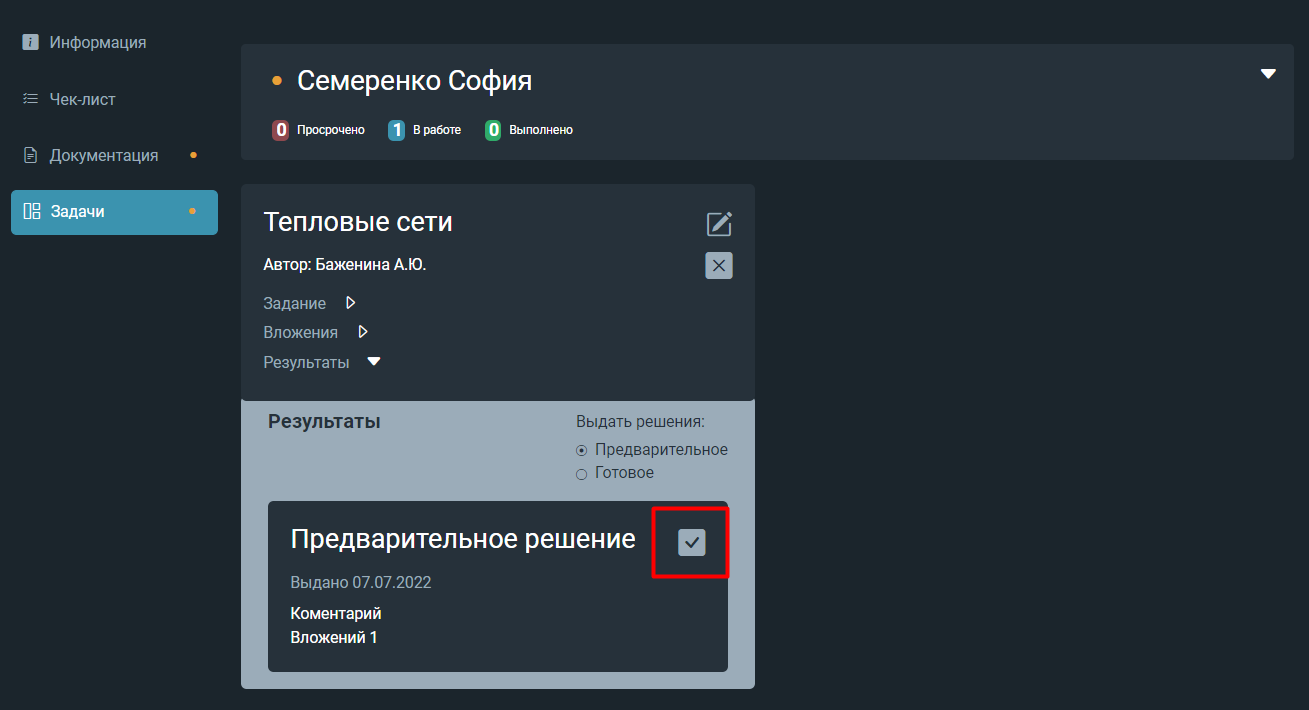 Информация
Чек-лист
Документация
Задачи
Семеренко София
0 Просрочено 1 В работе 0 Выполнено
Тепловые сети
Автор: Баженина А.Ю.
Задание
Вложения
Результаты
Результаты
Выдать решения:
Предварительное
Готовое
Предварительное решение
Выдано 07.07.2022
Коментарий
Вложений 1